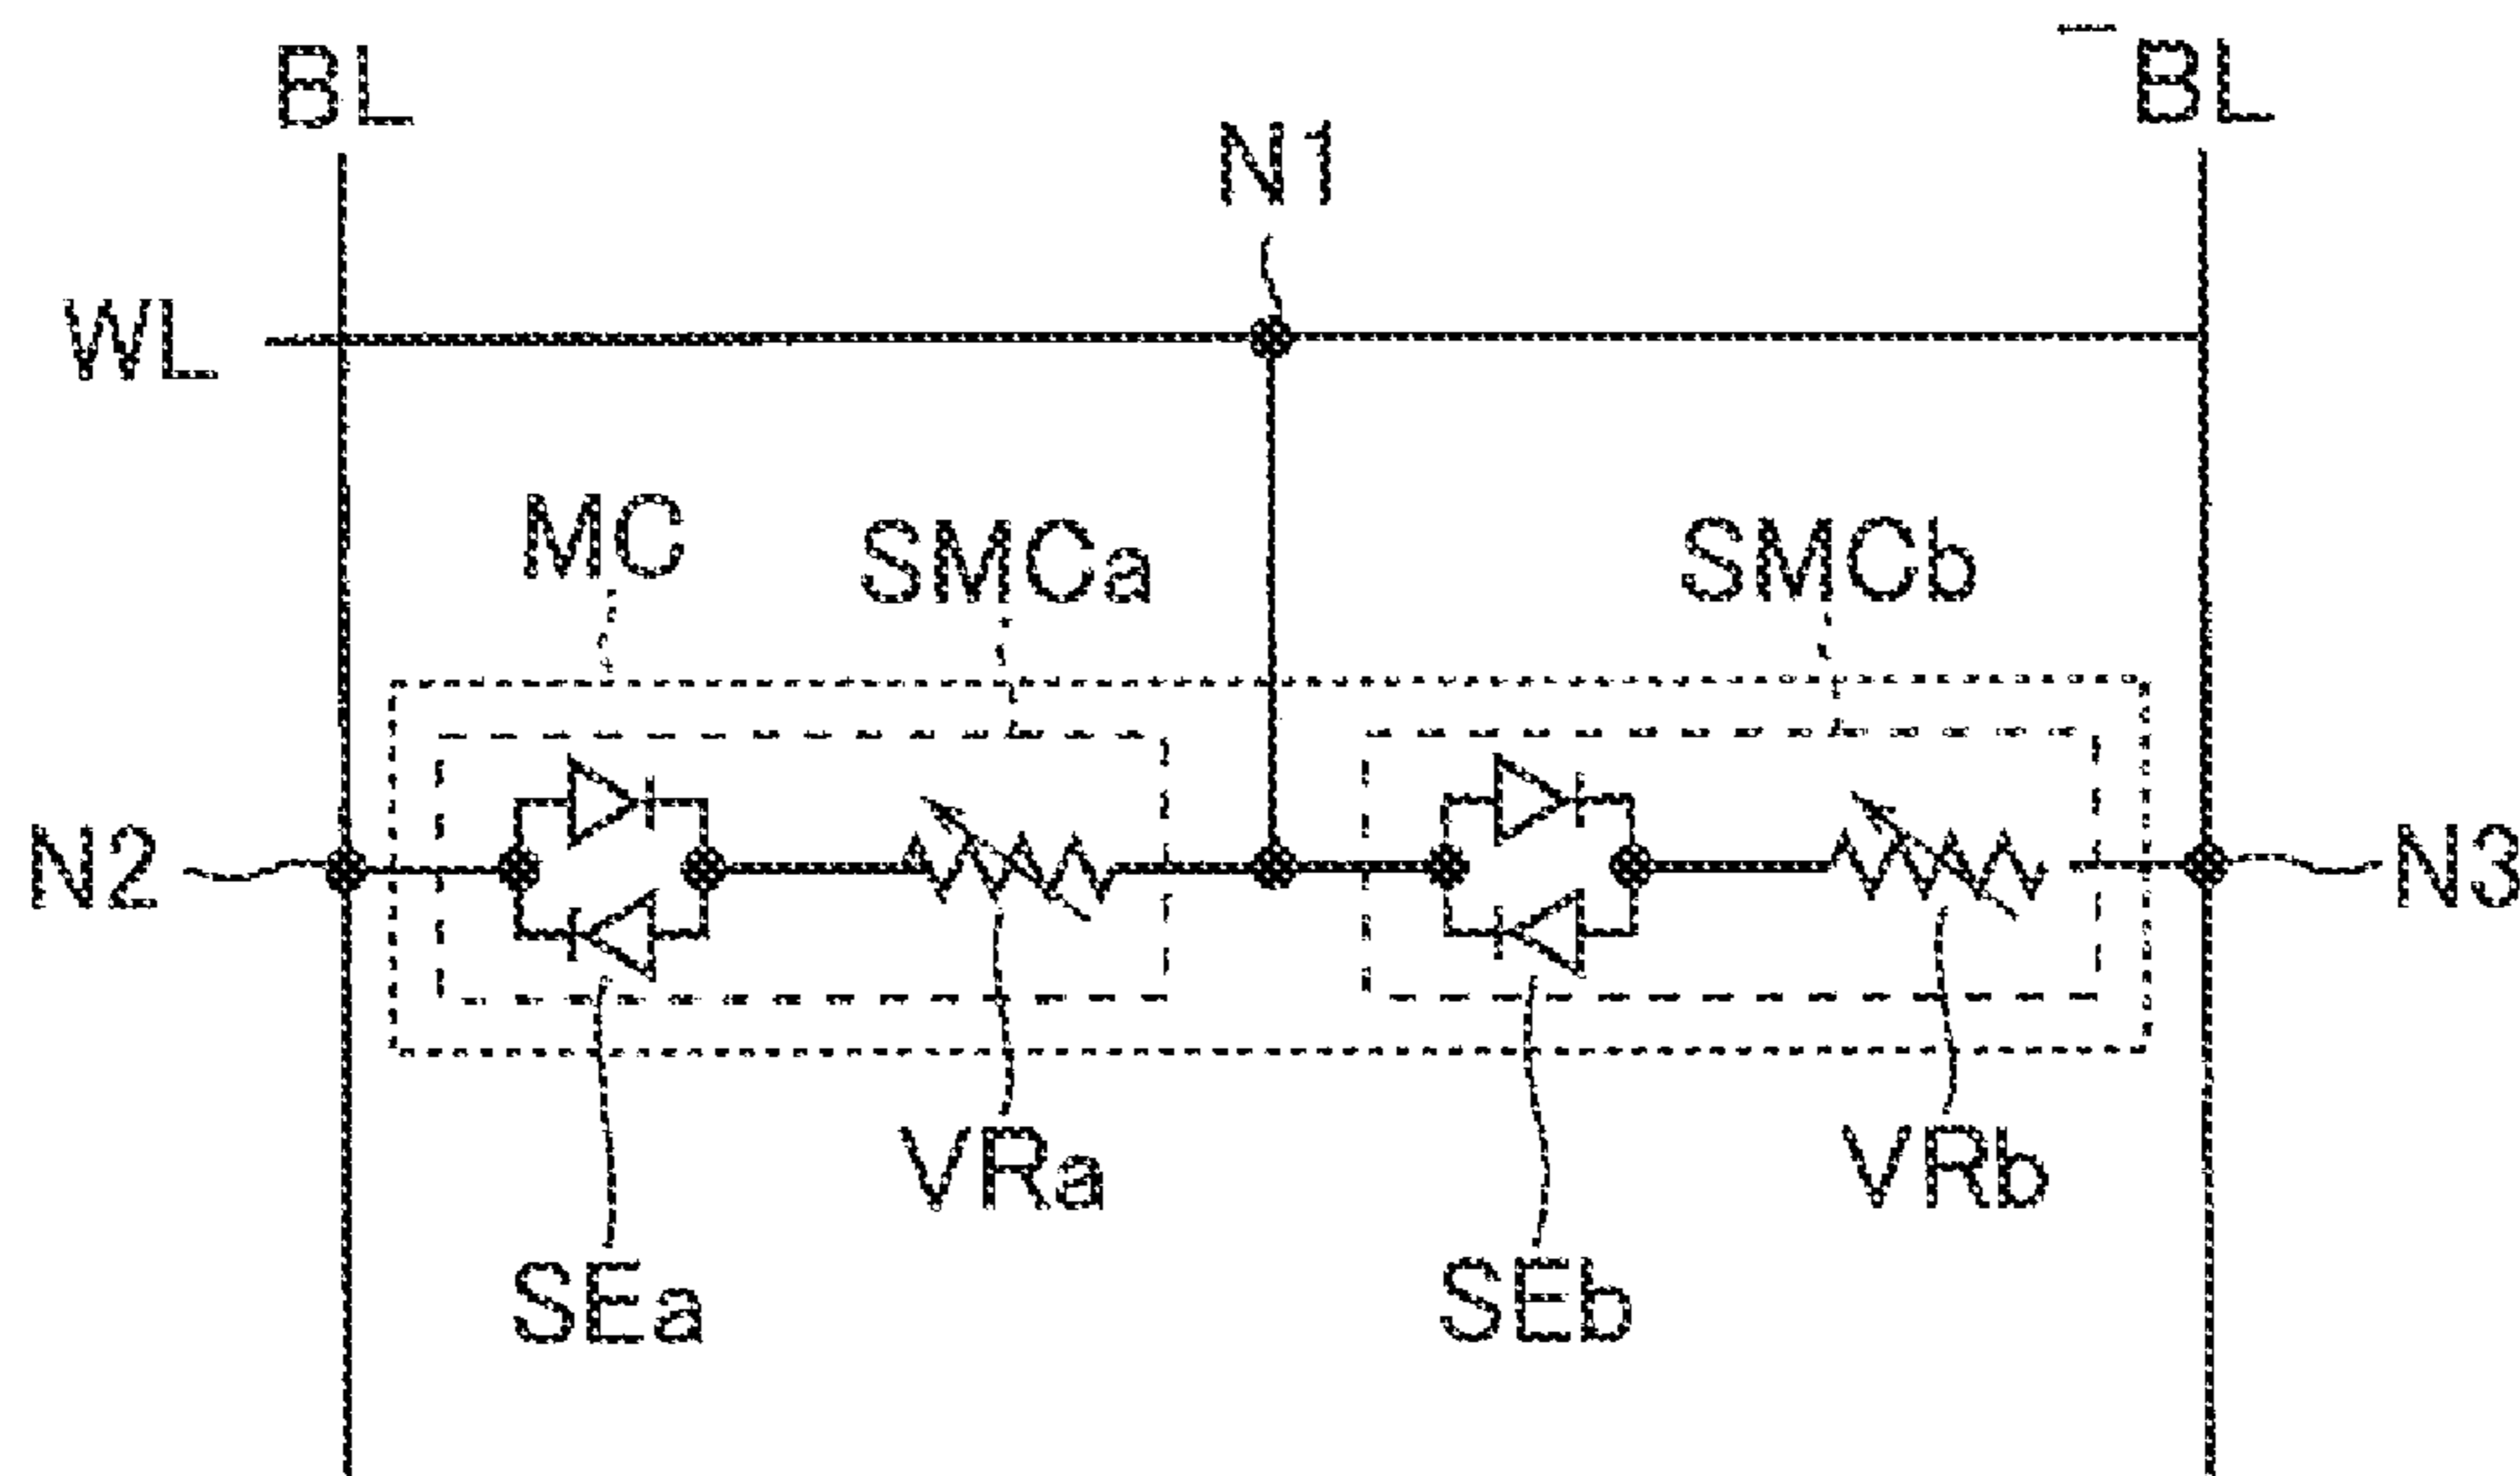 BL
‾BL
N1
WL
MC
SMCa
SMCb
N2
N3
VRa
VRb
SEa
SEb